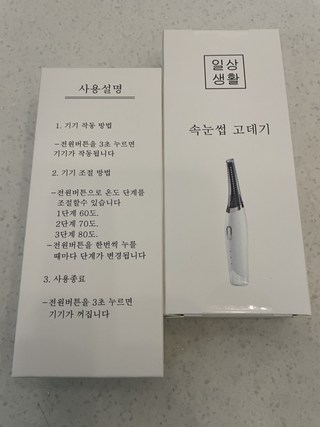 사용설명
1. 기기 작동 방법
-전원버튼을 3초 누르면
기기가 작동됩니다
2. 기기 조절 방법
-전원버튼으로 온도 단계를
조절할수 있습니다
1단계 60도.
2단계 70도.
3단계 80도.
-전원버튼을 한번씩 누를
때마다 단계가 변경됩니다
3. 사용종료
-전원버튼을 3초 누르면
기기가 꺼집니다
일상
생활
속눈썹 고데기